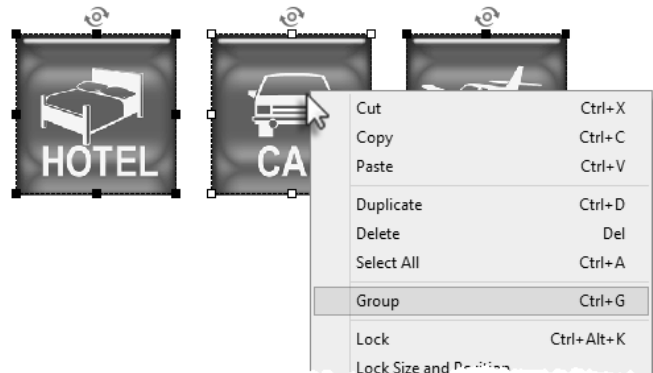 HOTEL
CA
Cut Ctrl+X
Copy Ctrl+C
Paste Ctrl+V
Duplicate Ctrl+D
Delete Del
Select All Ctrl+A
Group Ctrl+G
Lock Ctrl+Alt+K
Lock Size and Position